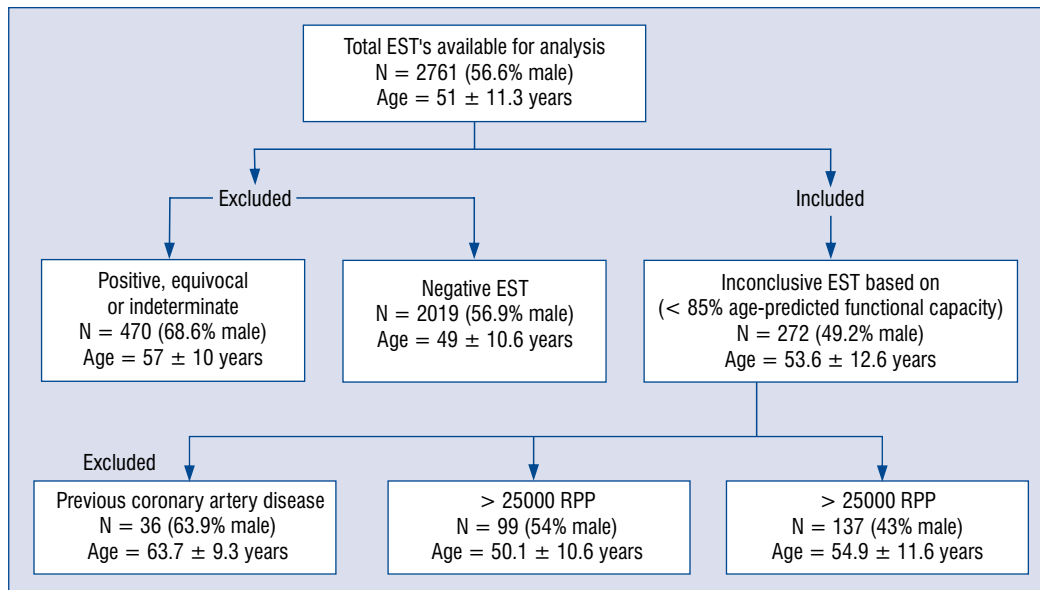 Total EST's available for analysis
N = 2761 (56.6% male)
Age = 51 ± 11.3 years
Excluded
Included
Positive, equivocal
or indeterminate
N = 470 (68.6% male)
Age = 57 ± 10 years
Negative EST
N = 2019 (56.9% male)
Age = 49 ± 10.6 years
Inconclusive EST based on
(< 85% age-predicted functional capacity)
N = 272 (49.2% male)
Age = 53.6 ± 12.6 years
Excluded
Previous coronary artery disease
N = 36 (63.9% male)
Age = 63.7 ± 9.3 years
> 25000 RPP
N = 99 (54% male)
Age = 50.1 ± 10.6 years
> 25000 RPP
N = 137 (43% male)
Age = 54.9 ± 11.6 years